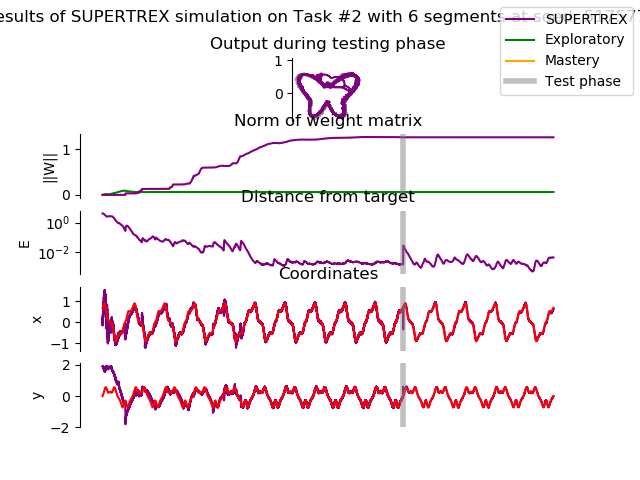 esults of SUPERTREX simulation on Task #2 with 6 segments at seed
SUPERTREX
Exploratory
Mastery
Test phase
Output during testing phase
1
0
Norm of weight matrix
||W||
1
0
Distance from target
E
10⁰
10⁻²
Coordinates
x
1
0
−1
y
2
0
−2